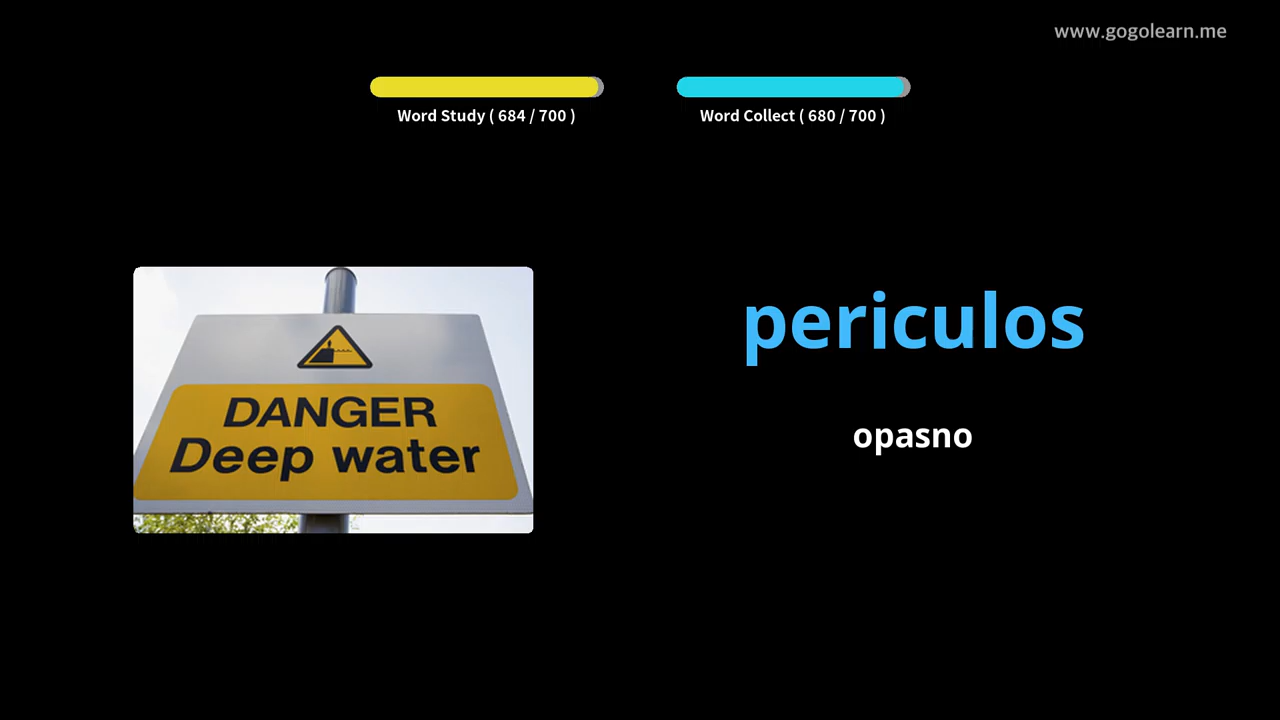 www.gogolearn.me
Word Study ( 684 / 700 )
Word Collect ( 680 / 700 )
DANGER
Deep water
periculos
opasno